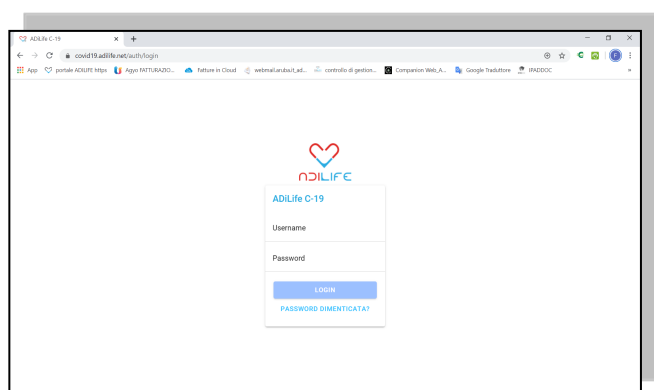 ADiLife C-19
covid19.adilife.net/auth/login
App portale ADILIFE https Agyo FATTURAZIO... Fatture in Cloud webmail.aruba.it_ad... controllo di gestion... Companion Web_A... Google Traduttore IFADDOC »
ADILIFE
ADiLife C-19
Username
Password
LOGIN
PASSWORD DIMENTICATA?